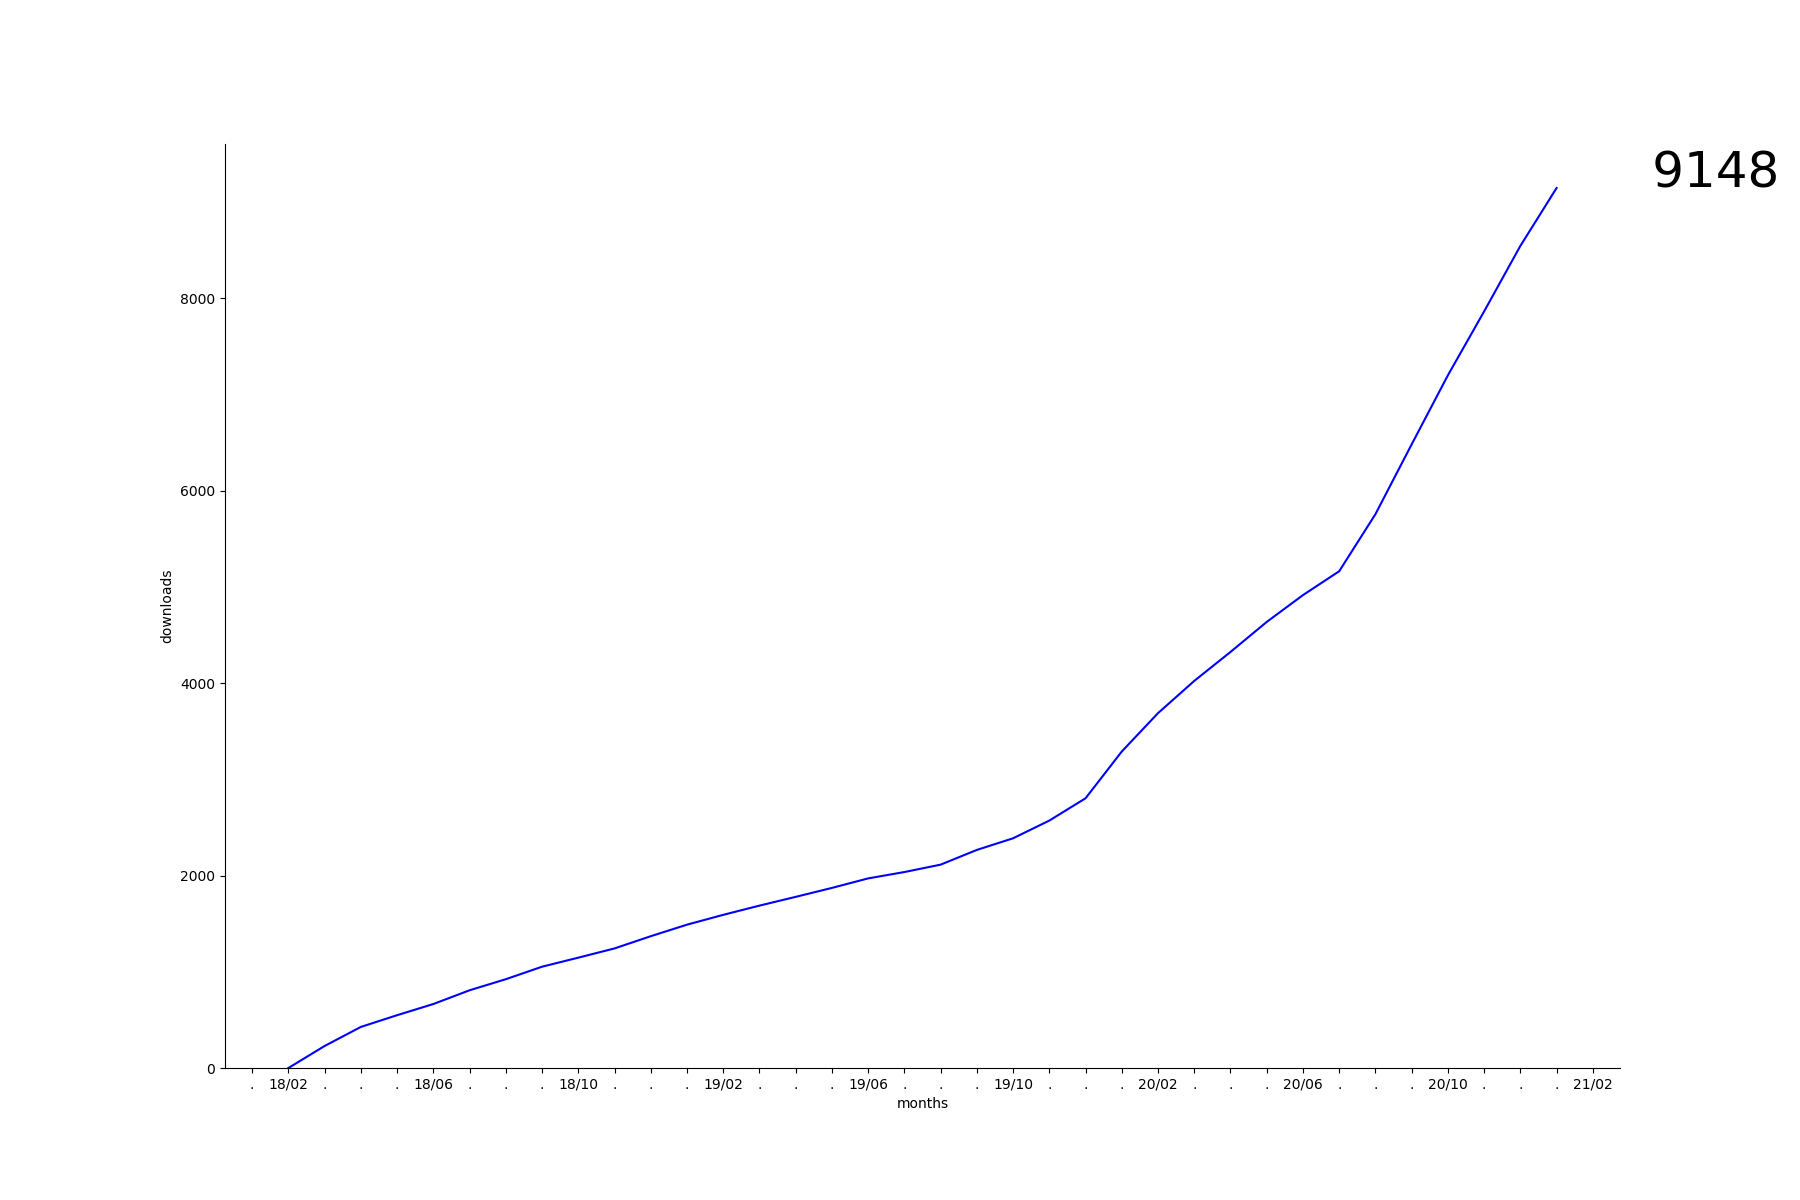 9148
8000
6000
4000
2000
0
downloads
. 18/02 . . . 18/06 . . . 18/10 . . . 19/02 . . . 19/06 . . . 19/10 . . . 20/02 . . . 20/06 . . . 20/10 . . . 21/02
months